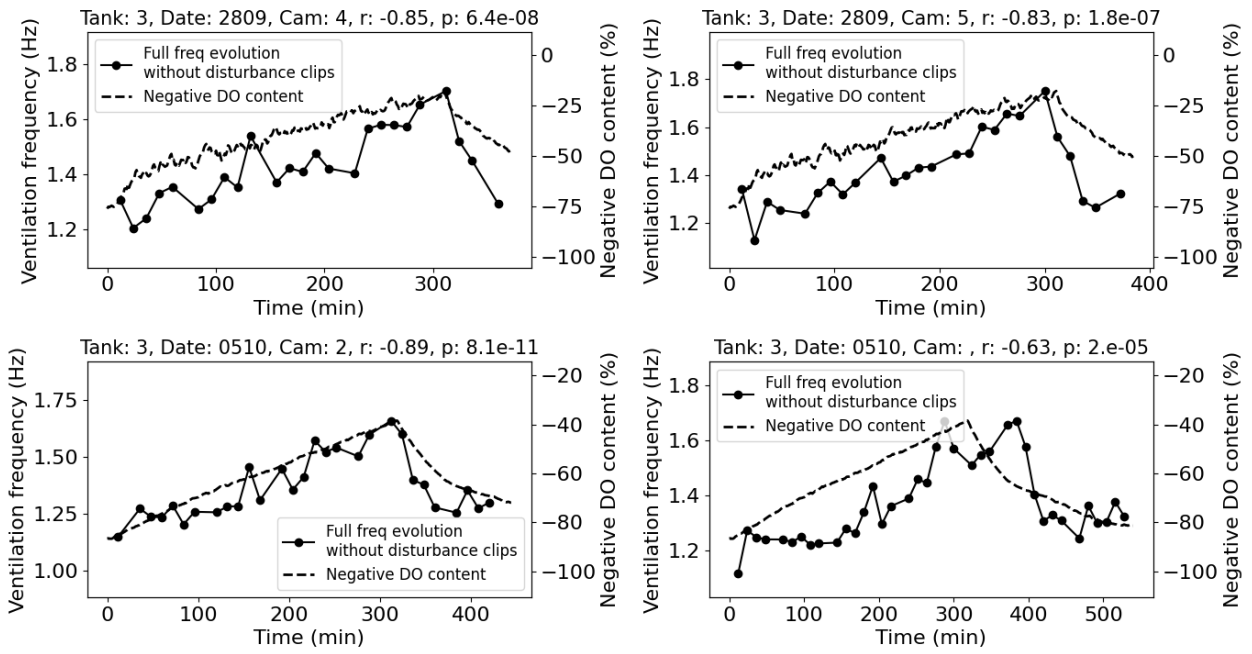 Tank: 3, Date: 2809, Cam: 4, r: -0.85, p: 6.4e-08
Ventilation frequency (Hz)
1.8
1.6
1.4
1.2
Full freq evolution
without disturbance clips
Negative DO content
0
−25
−50
−75
−100
Negative DO content (%)
0 100 200 300
Time (min)
Tank: 3, Date: 2809, Cam: 5, r: -0.83, p: 1.8e-07
Ventilation frequency (Hz)
1.8
1.6
1.4
1.2
Full freq evolution
without disturbance clips
Negative DO content
0
−25
−50
−75
−100
Negative DO content (%)
0 100 200 300 400
Time (min)
Tank: 3, Date: 0510, Cam: 2, r: -0.89, p: 8.1e-11
Ventilation frequency (Hz)
1.75
1.50
1.25
1.00
Full freq evolution
without disturbance clips
Negative DO content
−20
−40
−60
−80
−100
Negative DO content (%)
0 100 200 300 400
Time (min)
Tank: 3, Date: 0510, Cam: , r: -0.63, p: 2.e-05
Ventilation frequency (Hz)
1.8
1.6
1.4
1.2
Full freq evolution
without disturbance clips
Negative DO content
−20
−40
−60
−80
−100
Negative DO content (%)
0 100 200 300 400 500
Time (min)